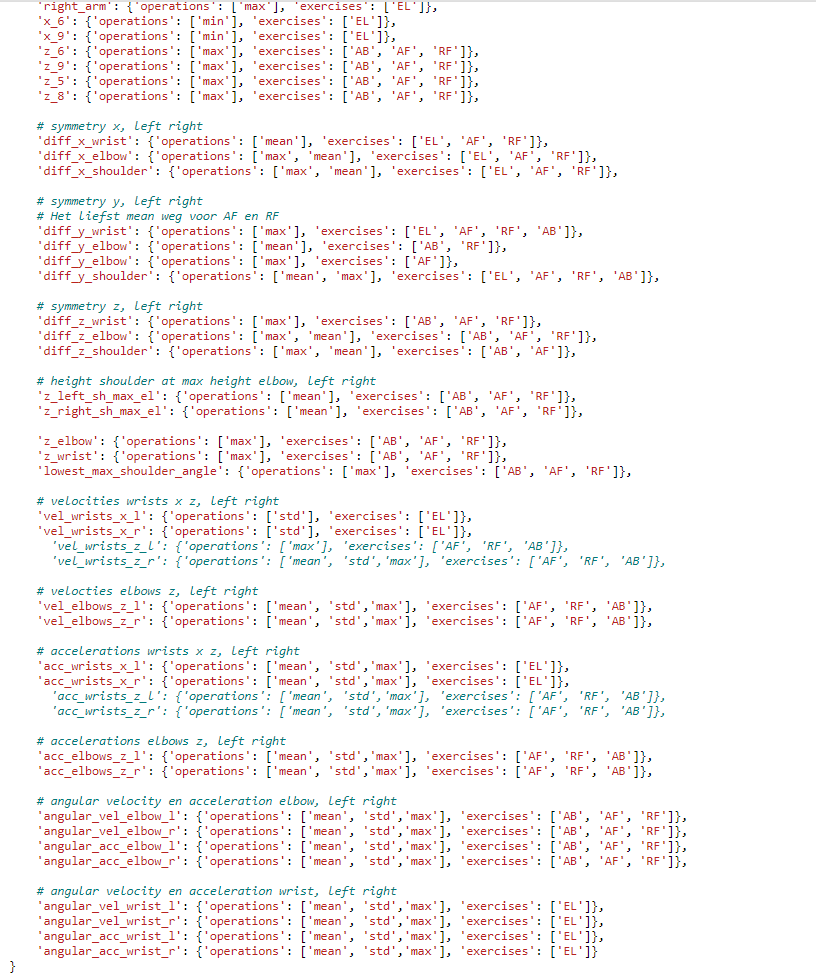 'right_arm': {'operations': ['max'], 'exercises': ['EL']},
'x_6': {'operations': ['min'], 'exercises': ['EL']},
'x_9': {'operations': ['min'], 'exercises': ['EL']},
'z_6': {'operations': ['max'], 'exercises': ['AB', 'AF', 'RF']},
'z_9': {'operations': ['max'], 'exercises': ['AB', 'AF', 'RF']},
'z_5': {'operations': ['max'], 'exercises': ['AB', 'AF', 'RF']},
'z_8': {'operations': ['max'], 'exercises': ['AB', 'AF', 'RF']},
# symmetry x, left right
'diff_x_wrist': {'operations': ['mean'], 'exercises': ['EL', 'AF', 'RF']},
'diff_x_elbow': {'operations': ['max', 'mean'], 'exercises': ['EL', 'AF', 'RF']},
'diff_x_shoulder': {'operations': ['max', 'mean'], 'exercises': ['EL', 'AF', 'RF']},
# symmetry y, left right
# Het liefst mean weg voor AF en RF
'diff_y_wrist': {'operations': ['max'], 'exercises': ['EL', 'AF', 'RF', 'AB']},
'diff_y_elbow': {'operations': ['mean'], 'exercises': ['AB', 'RF']},
'diff_y_elbow': {'operations': ['max'], 'exercises': ['AF']},
'diff_y_shoulder': {'operations': ['mean', 'max'], 'exercises': ['EL', 'AF', 'RF', 'AB']},
# symmetry z, left right
'diff_z_wrist': {'operations': ['max'], 'exercises': ['AB', 'AF', 'RF']},
'diff_z_elbow': {'operations': ['max', 'mean'], 'exercises': ['AB', 'AF', 'RF']},
'diff_z_shoulder': {'operations': ['max', 'mean'], 'exercises': ['AB', 'AF']},
# height shoulder at max height elbow, left right
'z_left_sh_max_el': {'operations': ['mean'], 'exercises': ['AB', 'AF', 'RF']},
'z_right_sh_max_el': {'operations': ['mean'], 'exercises': ['AB', 'AF', 'RF']},
'z_elbow': {'operations': ['max'], 'exercises': ['AB', 'AF', 'RF']},
'z_wrist': {'operations': ['max'], 'exercises': ['AB', 'AF', 'RF']},
'lowest_max_shoulder_angle': {'operations': ['max'], 'exercises': ['AB', 'AF', 'RF']},
# velocities wrists x z, left right
'vel_wrists_x_l': {'operations': ['std'], 'exercises': ['EL']},
'vel_wrists_x_r': {'operations': ['std'], 'exercises': ['EL']},
'vel_wrists_z_l': {'operations': ['max'], 'exercises': ['AF', 'RF', 'AB']},
'vel_wrists_z_r': {'operations': ['mean', 'std','max'], 'exercises': ['AF', 'RF', 'AB']},
# velocties elbows z, left right
'vel_elbows_z_l': {'operations': ['mean', 'std','max'], 'exercises': ['AF', 'RF', 'AB']},
'vel_elbows_z_r': {'operations': ['mean', 'std','max'], 'exercises': ['AF', 'RF', 'AB']},
# accelerations wrists x z, left right
'acc_wrists_x_l': {'operations': ['mean', 'std','max'], 'exercises': ['EL']},
'acc_wrists_x_r': {'operations': ['mean', 'std','max'], 'exercises': ['EL']},
'acc_wrists_z_l': {'operations': ['mean', 'std','max'], 'exercises': ['AF', 'RF', 'AB']},
'acc_wrists_z_r': {'operations': ['mean', 'std','max'], 'exercises': ['AF', 'RF', 'AB']},
# accelerations elbows z, left right
'acc_elbows_z_l': {'operations': ['mean', 'std','max'], 'exercises': ['AF', 'RF', 'AB']},
'acc_elbows_z_r': {'operations': ['mean', 'std','max'], 'exercises': ['AF', 'RF', 'AB']},
# angular velocity en acceleration elbow, left right
'angular_vel_elbow_l': {'operations': ['mean', 'std','max'], 'exercises': ['AB', 'AF', 'RF']},
'angular_vel_elbow_r': {'operations': ['mean', 'std','max'], 'exercises': ['AB', 'AF', 'RF']},
'angular_acc_elbow_l': {'operations': ['mean', 'std','max'], 'exercises': ['AB', 'AF', 'RF']},
'angular_acc_elbow_r': {'operations': ['mean', 'std','max'], 'exercises': ['AB', 'AF', 'RF']},
# angular velocity en acceleration wrist, left right
'angular_vel_wrist_l': {'operations': ['mean', 'std','max'], 'exercises': ['EL']},
'angular_vel_wrist_r': {'operations': ['mean', 'std','max'], 'exercises': ['EL']},
'angular_acc_wrist_l': {'operations': ['mean', 'std','max'], 'exercises': ['EL']},
'angular_acc_wrist_r': {'operations': ['mean', 'std','max'], 'exercises': ['EL']}
}